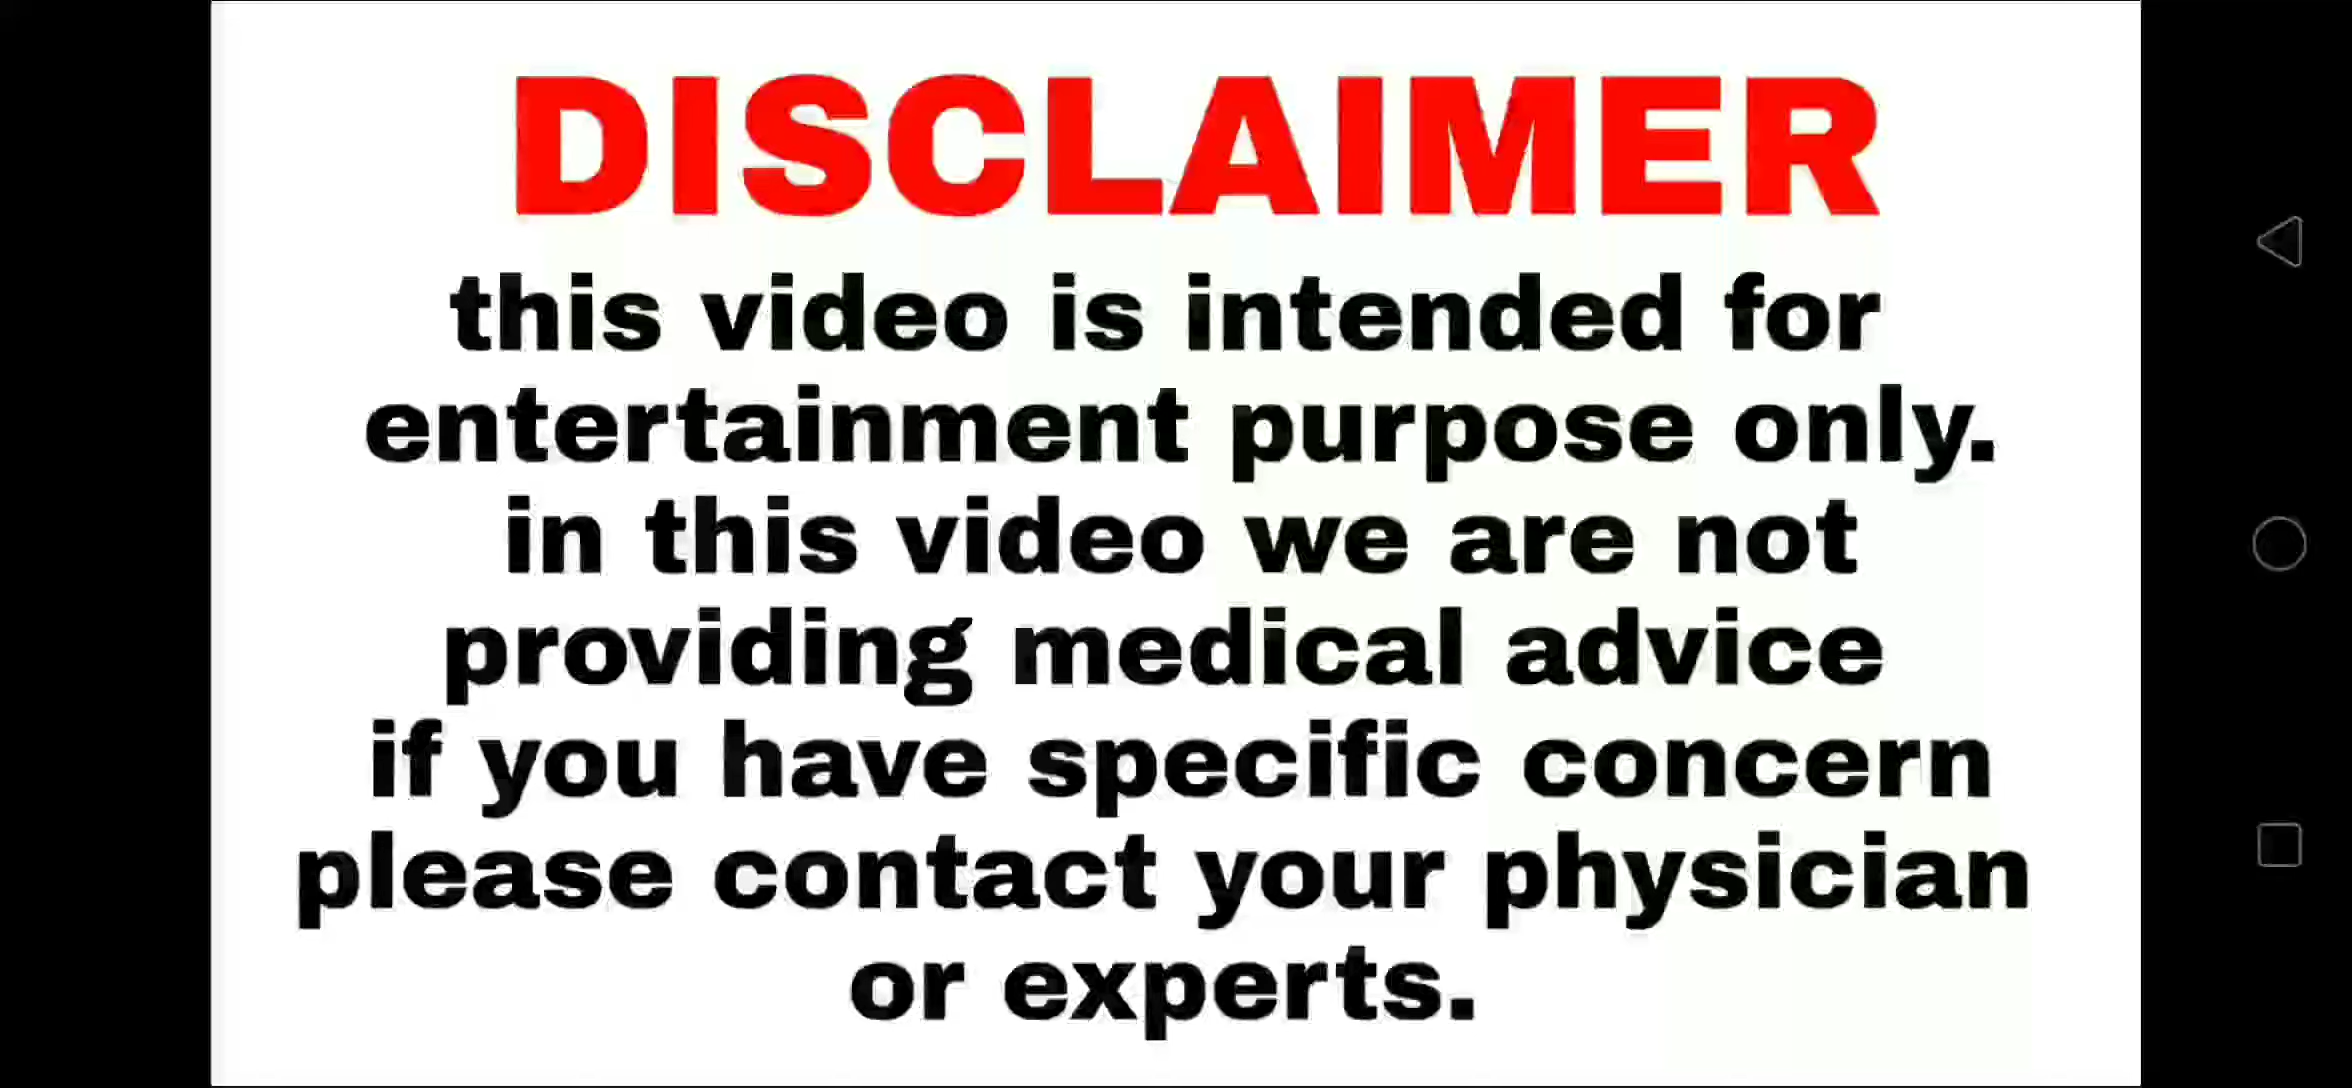 DISCLAIMER
this video is intended for
entertainment purpose only.
in this video we are not
providing medical advice
if you have specific concern
please contact your physician
or experts.